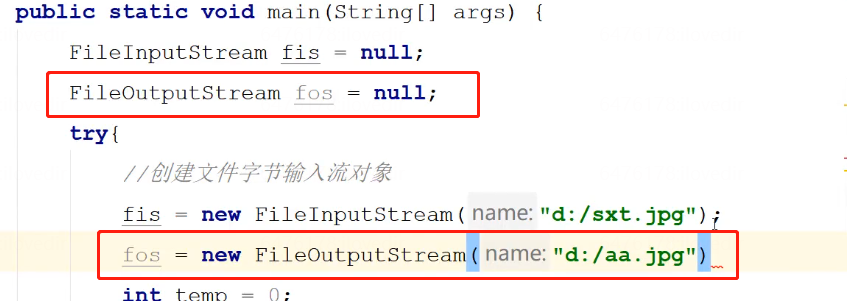 public static void main(String[] args) {
FileInputStream fis = null;
FileOutputStream fos = null;
try{
//创建文件字节输入流对象
fis = new FileInputStream( name: "d:/sxt.jpg");
fos = new FileOutputStream( name: "d:/aa.jpg")
int temp = 0;